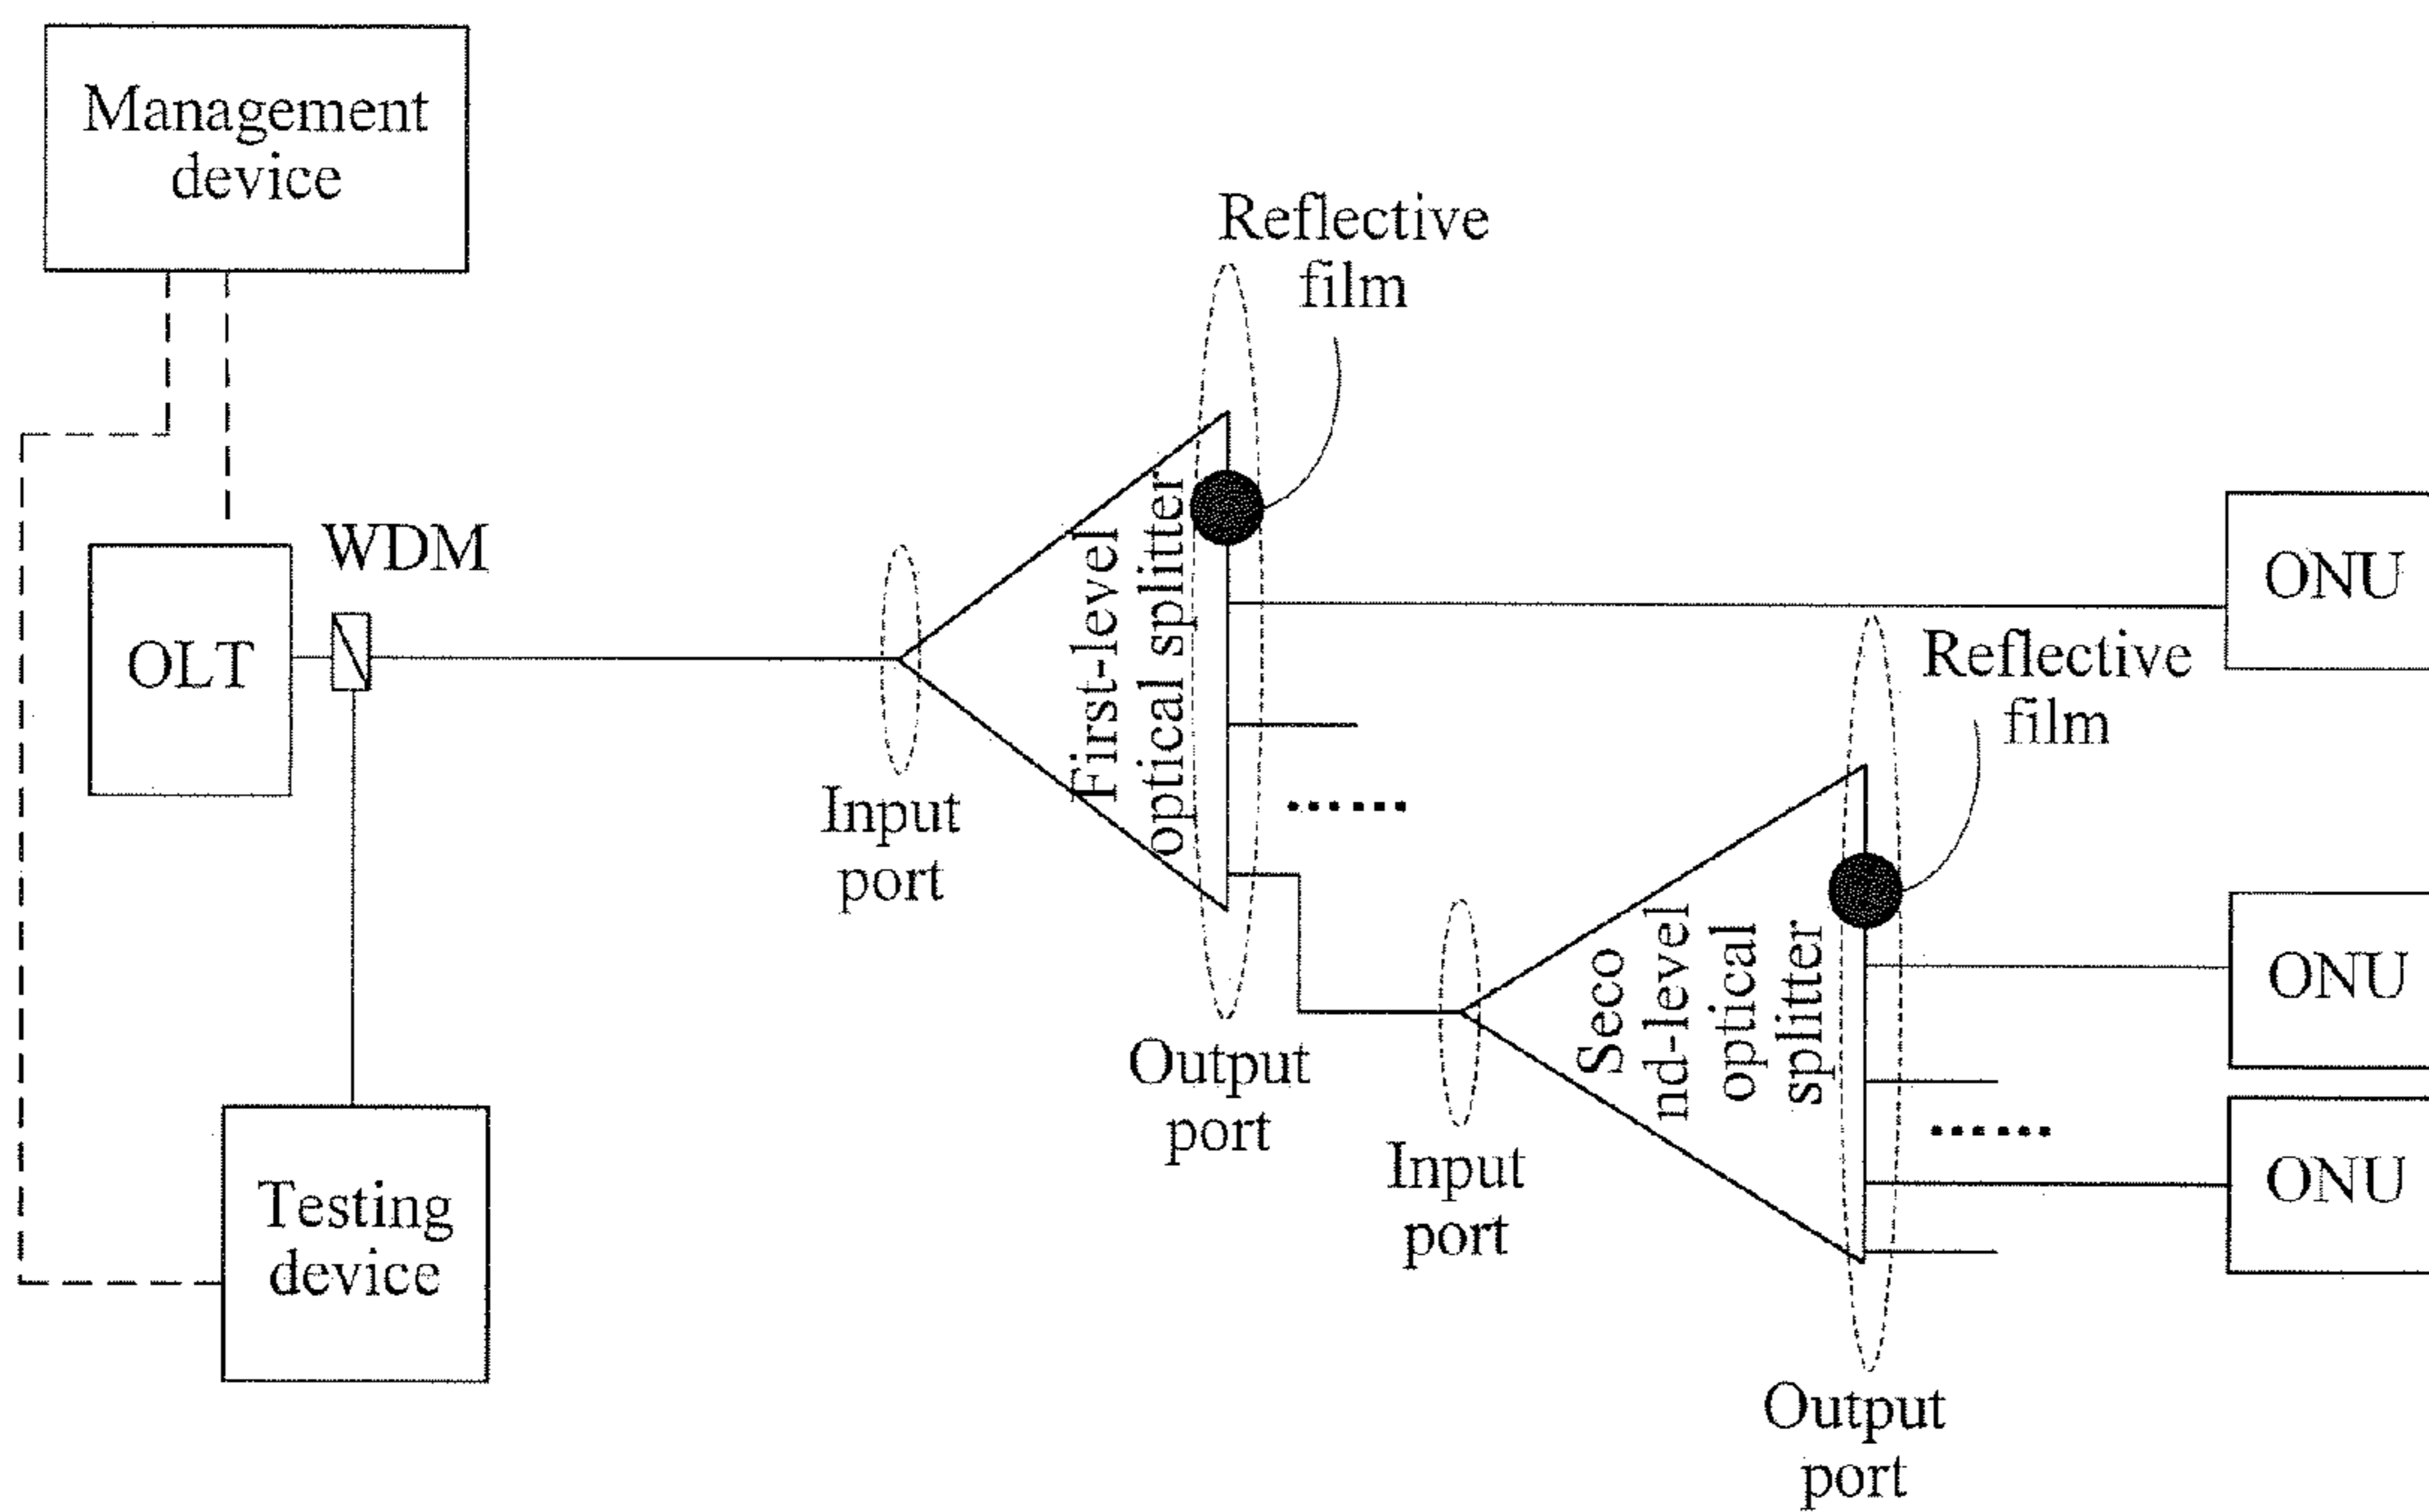 Management
device
Reflective
film
WDM
OLT
First-level
optical splitter
ONU
Reflective
film
Input
port
Seco
nd-level
optical
splitter
ONU
Output
port
Input
port
ONU
Testing
device
Output
port